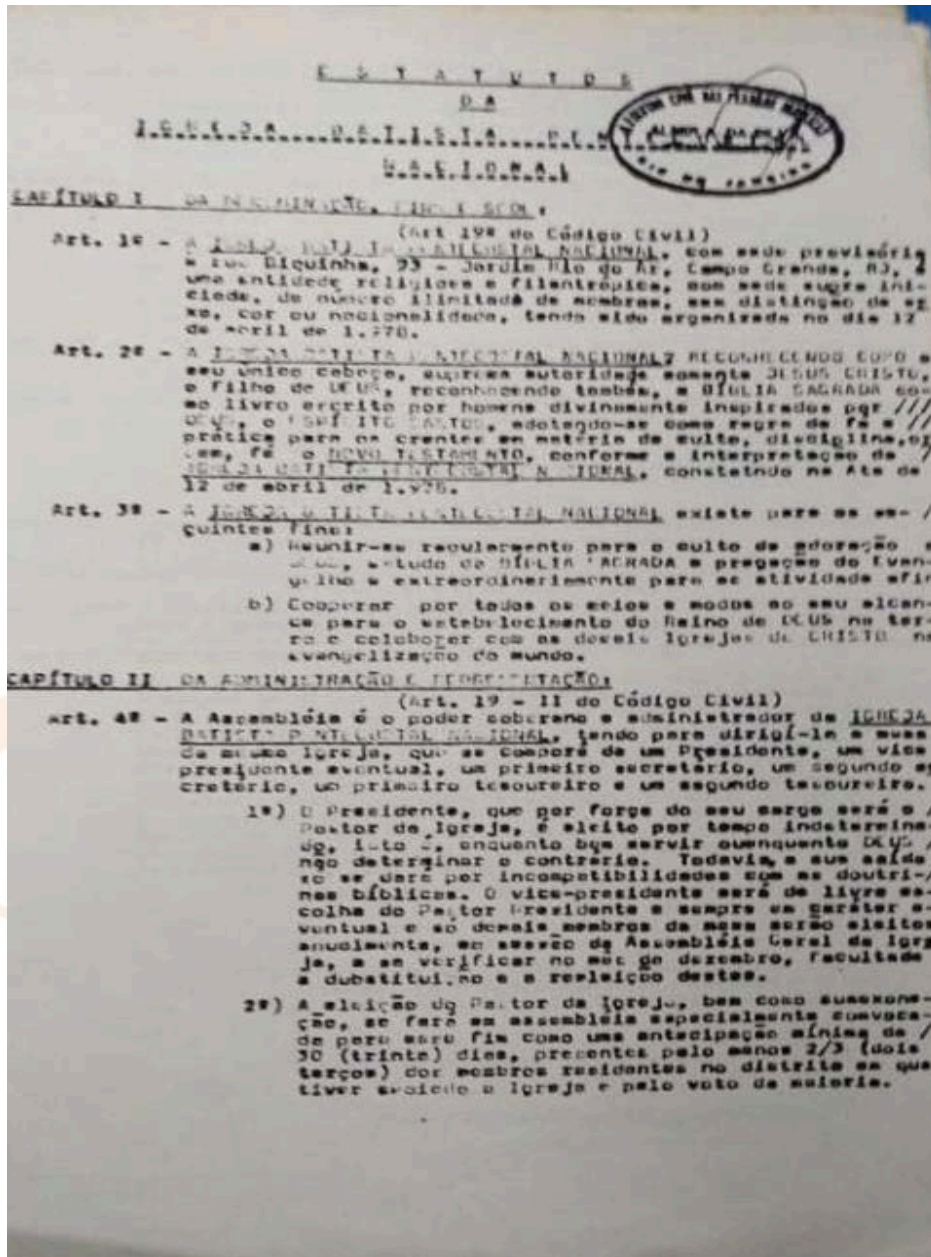 E S T A T U T O S
D A
IGREJA BATISTA
NACIONAL
CAPÍTULO I DA DENOMINAÇÃO, FINS E SEDE:
(Art 19º do Código Civil)
Art. 1º - A IGREJA BATISTA PENTECOSTAL NACIONAL, com sede provisória
a rua Biquinha, 93 - Jardim Rio do Ar, Campo Grande, RJ, é
uma entidade religiosa e filantrópica, com sede supra ini-
ciada, de número ilimitada de membros, sem distinção de
xo, cor ou nacionalidade, tendo sido organizada no dia 12
de abril de
Art. 2º - A IGREJA BATISTA PENTECOSTAL NACIONAL, RECONHECENDO COMO
seu único cabeça, suprema autoridade somente JESUS CRISTO,
o Filho de DEUS, reconhecendo também, a BÍBLIA SAGRADA co-
mo livro escrito por homens divinamente inspirados por ///
DEUS, o ESPÍRITO adotando-se como regra de fé e //
prática para os crentes em matéria de culto, disciplina,
fé o NOVO TESTAMENTO, conforme a interpretação da /
IGREJA BATISTA PENTECOSTAL NACIONAL, constando na Ata de
12 de abril de
Art. 3º - A IGREJA BATISTA PENTECOSTAL NACIONAL existe para os se- /
guintes fins:
a) Reunir-se regularmente para o culto de adoração a
DEUS, estudo da BÍBLIA SAGRADA e pregação do Evan-
gelho e extraordinariamente para as atividade afin
b) Cooperar por todos os meios e modos ao seu alcan-
ce para o estabelecimento do Reino de DEUS na ter-
ra e colaborar com as demais Igrejas de CRISTO na
evangelização do mundo.
CAPÍTULO II DA ADMINISTRAÇÃO E REPRESENTAÇÃO:
(Art. 19 - II do Código Civil)
Art. 4º - A Assembléia é o poder soberano e administrador da IGREJA
BATISTA PENTECOSTAL NACIONAL, tendo para dirigí-la a mesa
da mesma Igreja, que se comporá de um Presidente, um vice
presidente eventual, um primeiro secretário, um segundo
cretário, um primeiro tesoureiro e um segundo tesoureiro.
1º) O Presidente, que por força do seu cargo será o /
Pastor da Igreja, é eleito por tempo indetermina-
do, isto é, enquanto bem servir DEUS /
não determinar o contrário. Todavia a sua saída
se dará por incompatibilidades com as doutri-/
nas bíblicas. O vice-presidente será de livre es-
colha do Pastor Presidente e sempre em caráter e-
ventual e só demais membros da mesa serão eleitos
anualmente, em sessão da Assembléia Geral da Igre
ja, a se verificar no mês de dezembro, facultada
a e a reeleição destes.
2º) A eleição do Pastor da Igreja, bem como
ção, se fará em assembléia especialmente convoca-
da para esse fim como uma antecipação mínima de /
30 (trinta) dias, presentes pelo menos 2/3 (dois
terços) dos membros residentes no distrito em que
tiver a Igreja e pelo voto da maioria.